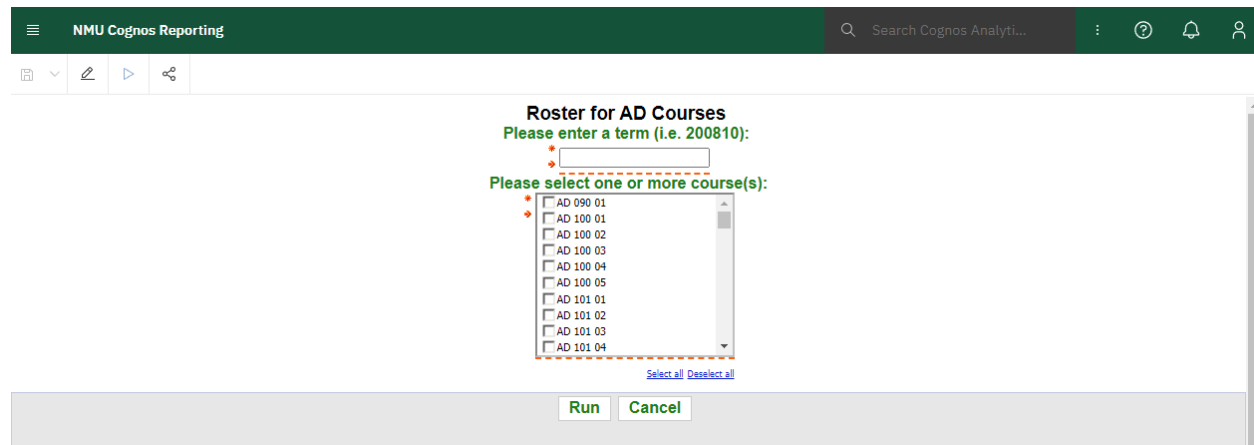 NMU Cognos Reporting
Search Cognos Analyti...
Roster for AD Courses
Please enter a term (i.e. 200810):
Please select one or more course(s):
AD 090 01
AD 100 01
AD 100 02
AD 100 03
AD 100 04
AD 100 05
AD 101 01
AD 101 02
AD 101 03
AD 101 04
Select all Deselect all
Run Cancel